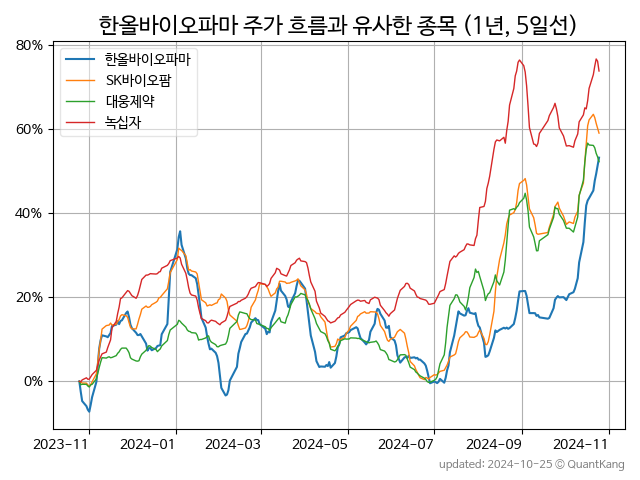 한올바이오파마 주가 흐름과 유사한 종목 (1년, 5일선)
한올바이오파마
SK바이오팜
대웅제약
녹십자
80%
60%
40%
20%
0%
2023-11 2024-01 2024-03 2024-05 2024-07 2024-09 2024-11
updated: 2024-10-25 © QuantKang